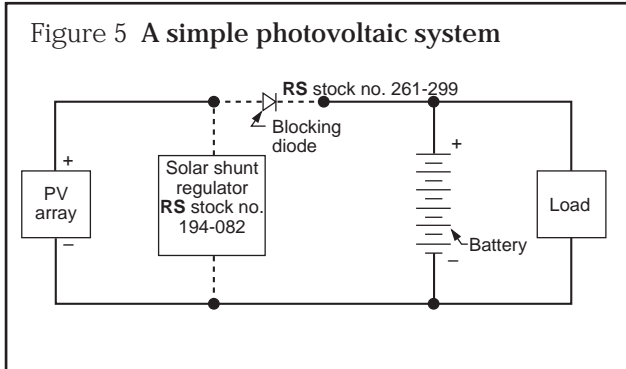 Figure 5 A simple photovoltaic system
RS stock no. 261-299
Blocking
diode
+
PV
array
–
Solar shunt
regulator
RS stock no.
194-082
+
Battery
–
Load